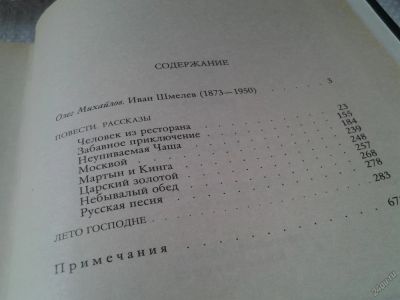 СОДЕРЖАНИЕ
Олег Михайлов. Иван Шмелев (1873—1950) 3
ПОВЕСТИ. РАССКАЗЫ
Человек из ресторана 23
Забавное приключение 155
Неупиваемая Чаша 184
Москвой 239
Мартын и Кинга 248
Царский золотой 257
Небывалый обед 268
Русская песня 278
ЛЕТО ГОСПОДНЕ 283
Примечания